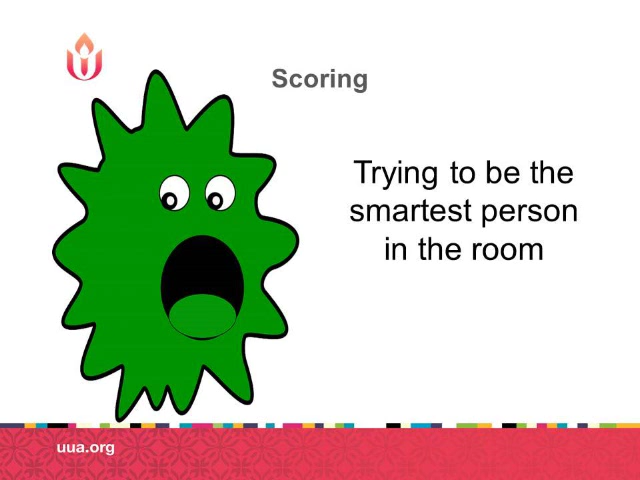 Scoring
Trying to be the
smartest person
in the room
uua.org